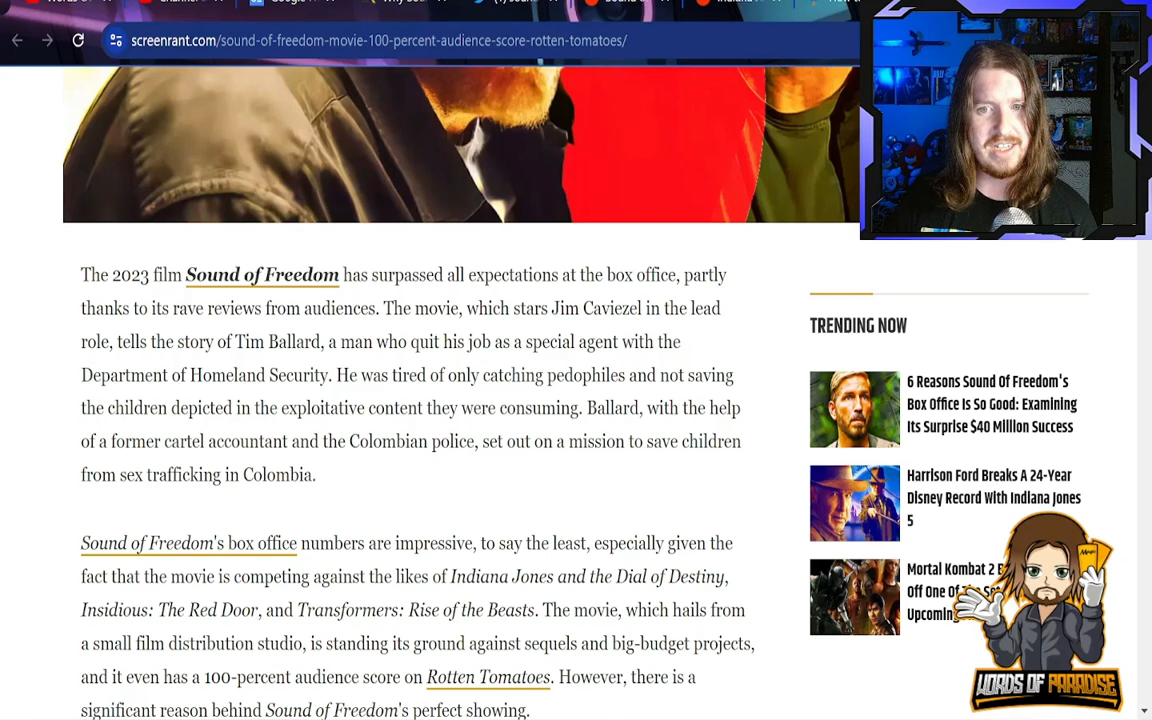 screenrant.com/sound-of-freedom-movie-100-percent-audience-score-rotten-tomatoes/
The 2023 film Sound of Freedom has surpassed all expectations at the box office, partly
thanks to its rave reviews from audiences. The movie, which stars Jim Caviezel in the lead
role, tells the story of Tim Ballard, a man who quit his job as a special agent with the
Department of Homeland Security. He was tired of only catching pedophiles and not saving
the children depicted in the exploitative content they were consuming. Ballard, with the help
of a former cartel accountant and the Colombian police, set out on a mission to save children
from sex trafficking in Colombia.
Sound of Freedom's box office numbers are impressive, to say the least, especially given the
fact that the movie is competing against the likes of Indiana Jones and the Dial of Destiny,
Insidious: The Red Door, and Transformers: Rise of the Beasts. The movie, which hails from
a small film distribution studio, is standing its ground against sequels and big-budget projects,
and it even has a 100-percent audience score on Rotten Tomatoes. However, there is a
significant reason behind Sound of Freedom's perfect showing.
TRENDING NOW
6 Reasons Sound Of Freedom's
Box Office Is So Good: Examining
Its Surprise $40 Million Success
Harrison Ford Breaks A 24-Year
Disney Record With Indiana Jones
5
Mortal Kombat 2
Off One Of
Upcoming
WORDS OF PARADISE